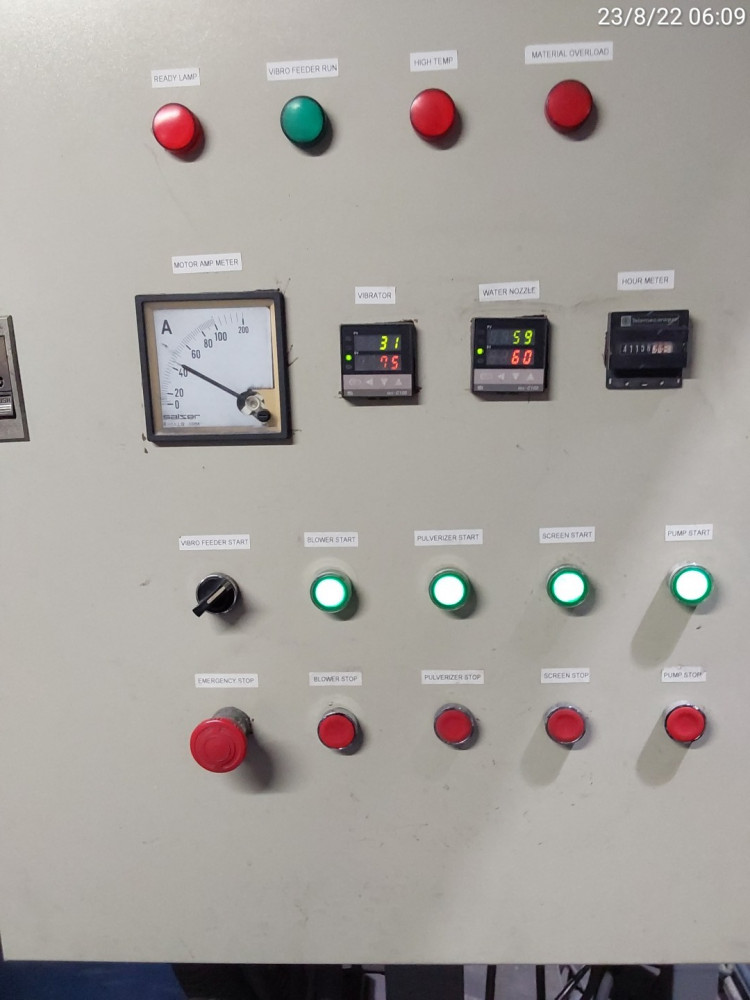 23/8/22 06:09
READY LAMP
VIBRO FEEDER RUN
HIGH TEMP
MATERIAL OVERLOAD
MOTOR AMP METER
VIBRATOR
WATER NOZZLE
HOUR METER
A
200
100
80
60
40
20
0
salzer
31
75
59
60
VIBRO FEEDER START
BLOWER START
PULVERIZER START
SCREEN START
PUMP START
EMERGENCY STOP
BLOWER STOP
PULVERIZER STOP
SCREEN STOP
PUMP STOP